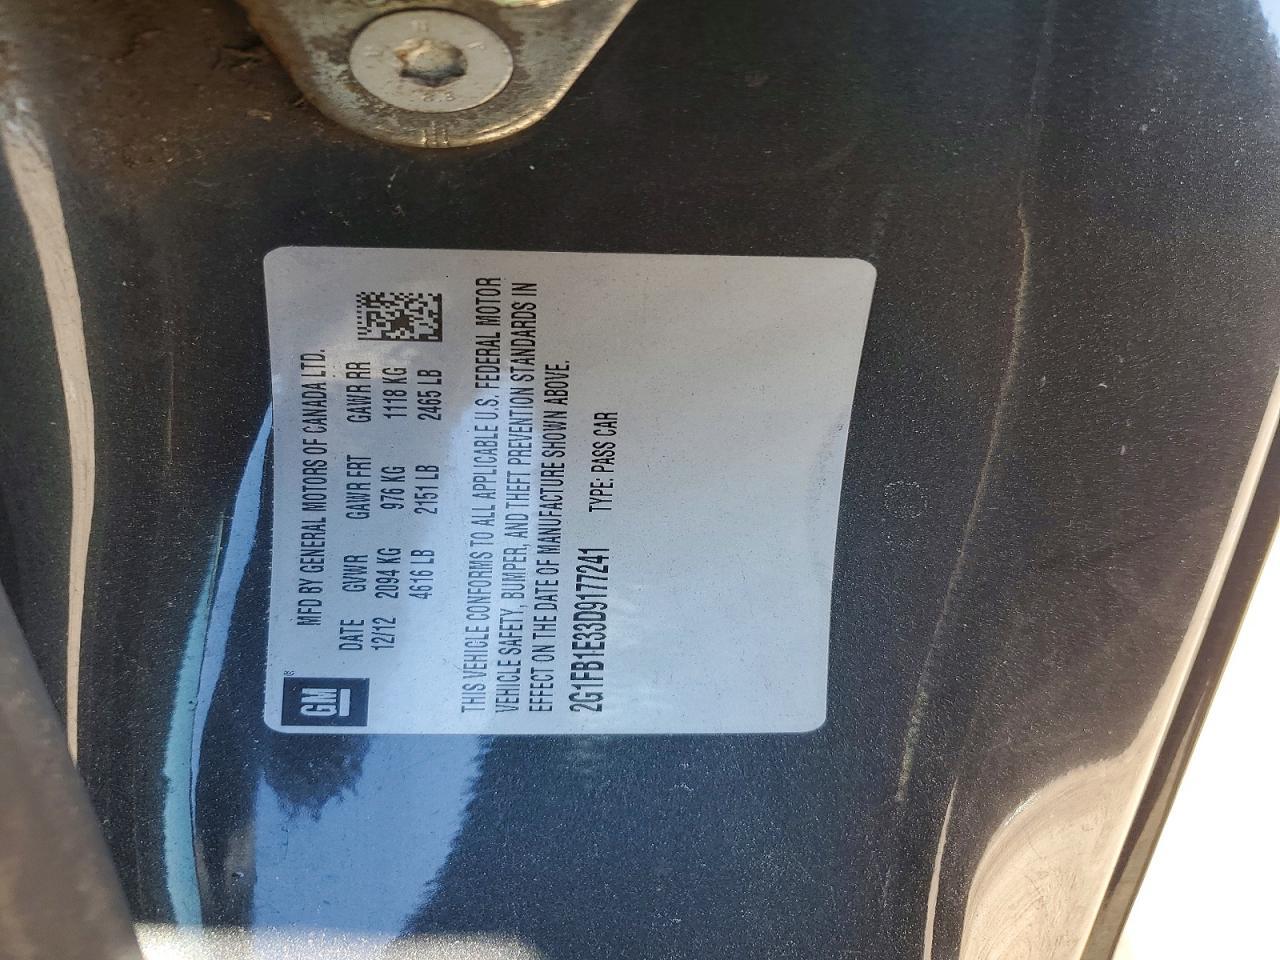 GM ®
MFD BY GENERAL MOTORS OF CANADA LTD.
DATE GVWR GAWR FRT GAWR RR
12/12 2094 KG 976 KG 1118 KG
4616 LB 2151 LB 2465 LB
THIS VEHICLE CONFORMS TO ALL APPLICABLE U.S. FEDERAL MOTOR
VEHICLE SAFETY, BUMPER, AND THEFT PREVENTION STANDARDS IN
EFFECT ON THE DATE OF MANUFACTURE SHOWN ABOVE.
2G1FB1E33D9177241 TYPE: PASS CAR